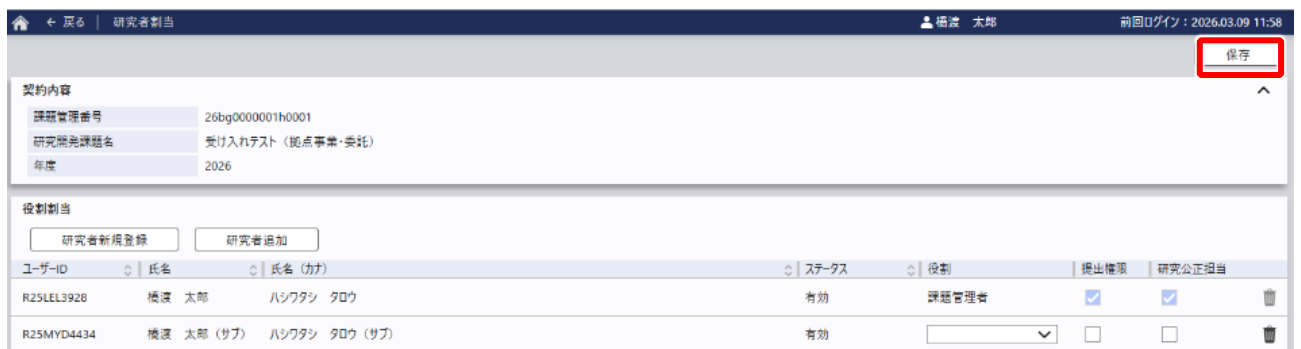 ← 戻る 研究者割当 橋渡 太郎 前回ログイン：2026.03.09 11:58
保存
契約内容
課題管理番号 26bg0000001h0001
研究開発課題名 受け入れテスト（拠点事業・委託）
年度 2026
役割割当
研究者新規登録 研究者追加
ユーザーID 氏名 氏名（カナ） ステータス 役割 提出権限 研究公正担当
R25LEL3928 橋渡 太郎 ハシワタシ タロウ 有効 課題管理者
R25MYD4434 橋渡 太郎（サブ） ハシワタシ タロウ（サブ） 有効